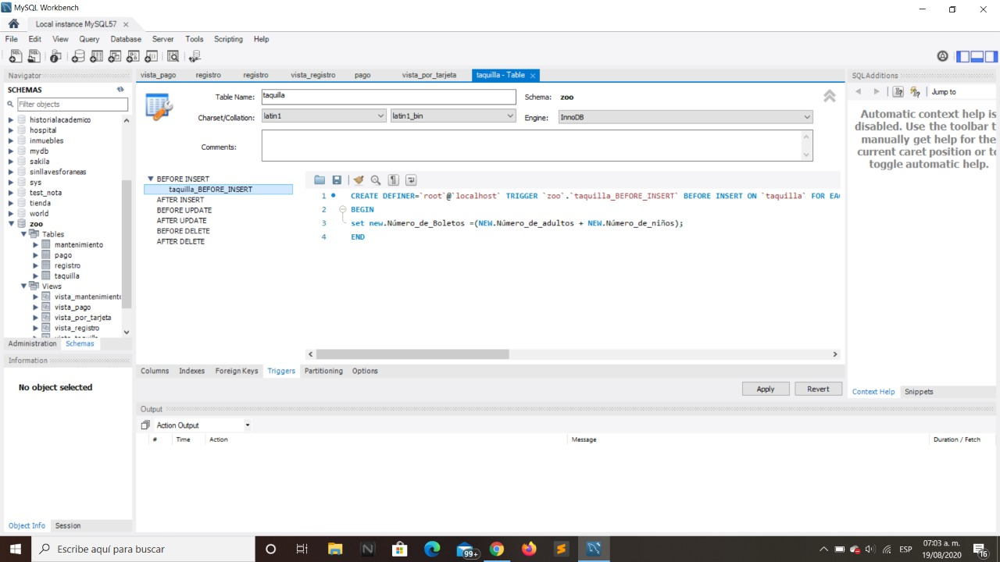 MySQL Workbench
Local instance MySQL57
File Edit View Query Database Server Tools Scripting Help
Navigator
SCHEMAS
Filter objects
historialacademico
hospital
inmuebles
mydb
sakila
sinllavesforaneas
sys
test_nota
tienda
world
zoo
Tables
mantenimiento
pago
registro
taquilla
Views
vista_mantenimiento
vista_pago
vista_por_tarjeta
vista_registro
Administration Schemas
Information
No object selected
Object Info Session
vista_pago registro registro vista_registro pago vista_por_tarjeta taquilla - Table
Table Name: taquilla Schema: zoo
Charset/Collation: latin1 latin1_bin Engine: InnoDB
Comments:
BEFORE INSERT
taquilla_BEFORE_INSERT
AFTER INSERT
BEFORE UPDATE
AFTER UPDATE
BEFORE DELETE
AFTER DELETE
1 CREATE DEFINER=`root`@`localhost` TRIGGER `zoo`.`taquilla_BEFORE_INSERT` BEFORE INSERT ON `taquilla` FOR EAC
2 BEGIN
3 set new.Número_de_Boletos =(NEW.Número_de_adultos + NEW.Número_de_niños);
4 END
Columns Indexes Foreign Keys Triggers Partitioning Options
Apply Revert
Output
Action Output
# Time Action Message Duration / Fetch
SQLAdditions
Jump to
Automatic context help is
disabled. Use the toolbar t
manually get help for the
current caret position or to
toggle automatic help.
Context Help Snippets
Escribe aquí para buscar
99+
ESP
07:03 a. m.
19/08/2020
16